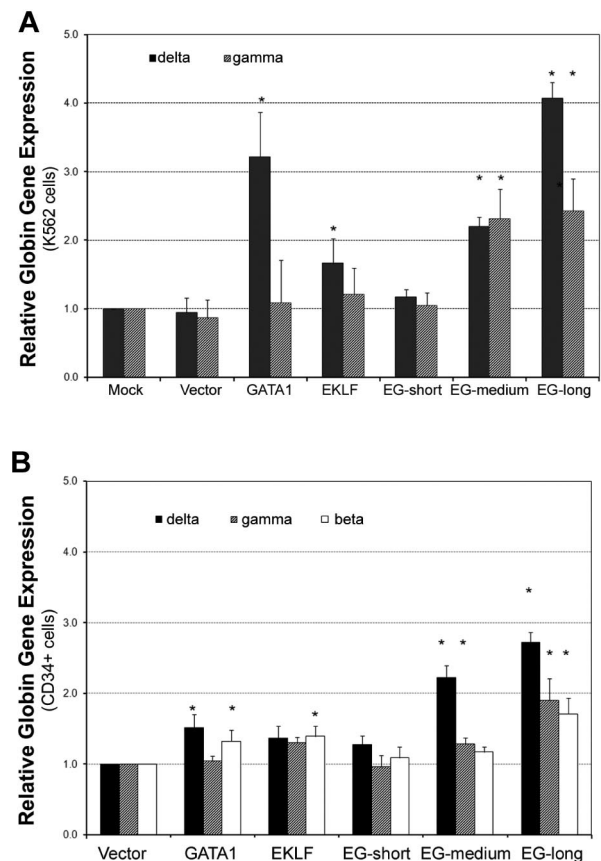 A
Relative Globin Gene Expression
(K562 cells)
5.0
4.0
3.0
2.0
1.0
0.0
delta gamma
* * * * * * * *
Mock Vector GATA1 EKLF EG-short EG-medium EG-long
B
Relative Globin Gene Expression
(CD34+ cells)
5.0
4.0
3.0
2.0
1.0
0.0
delta gamma beta
* * * * * * * *
Vector GATA1 EKLF EG-short EG-medium EG-long